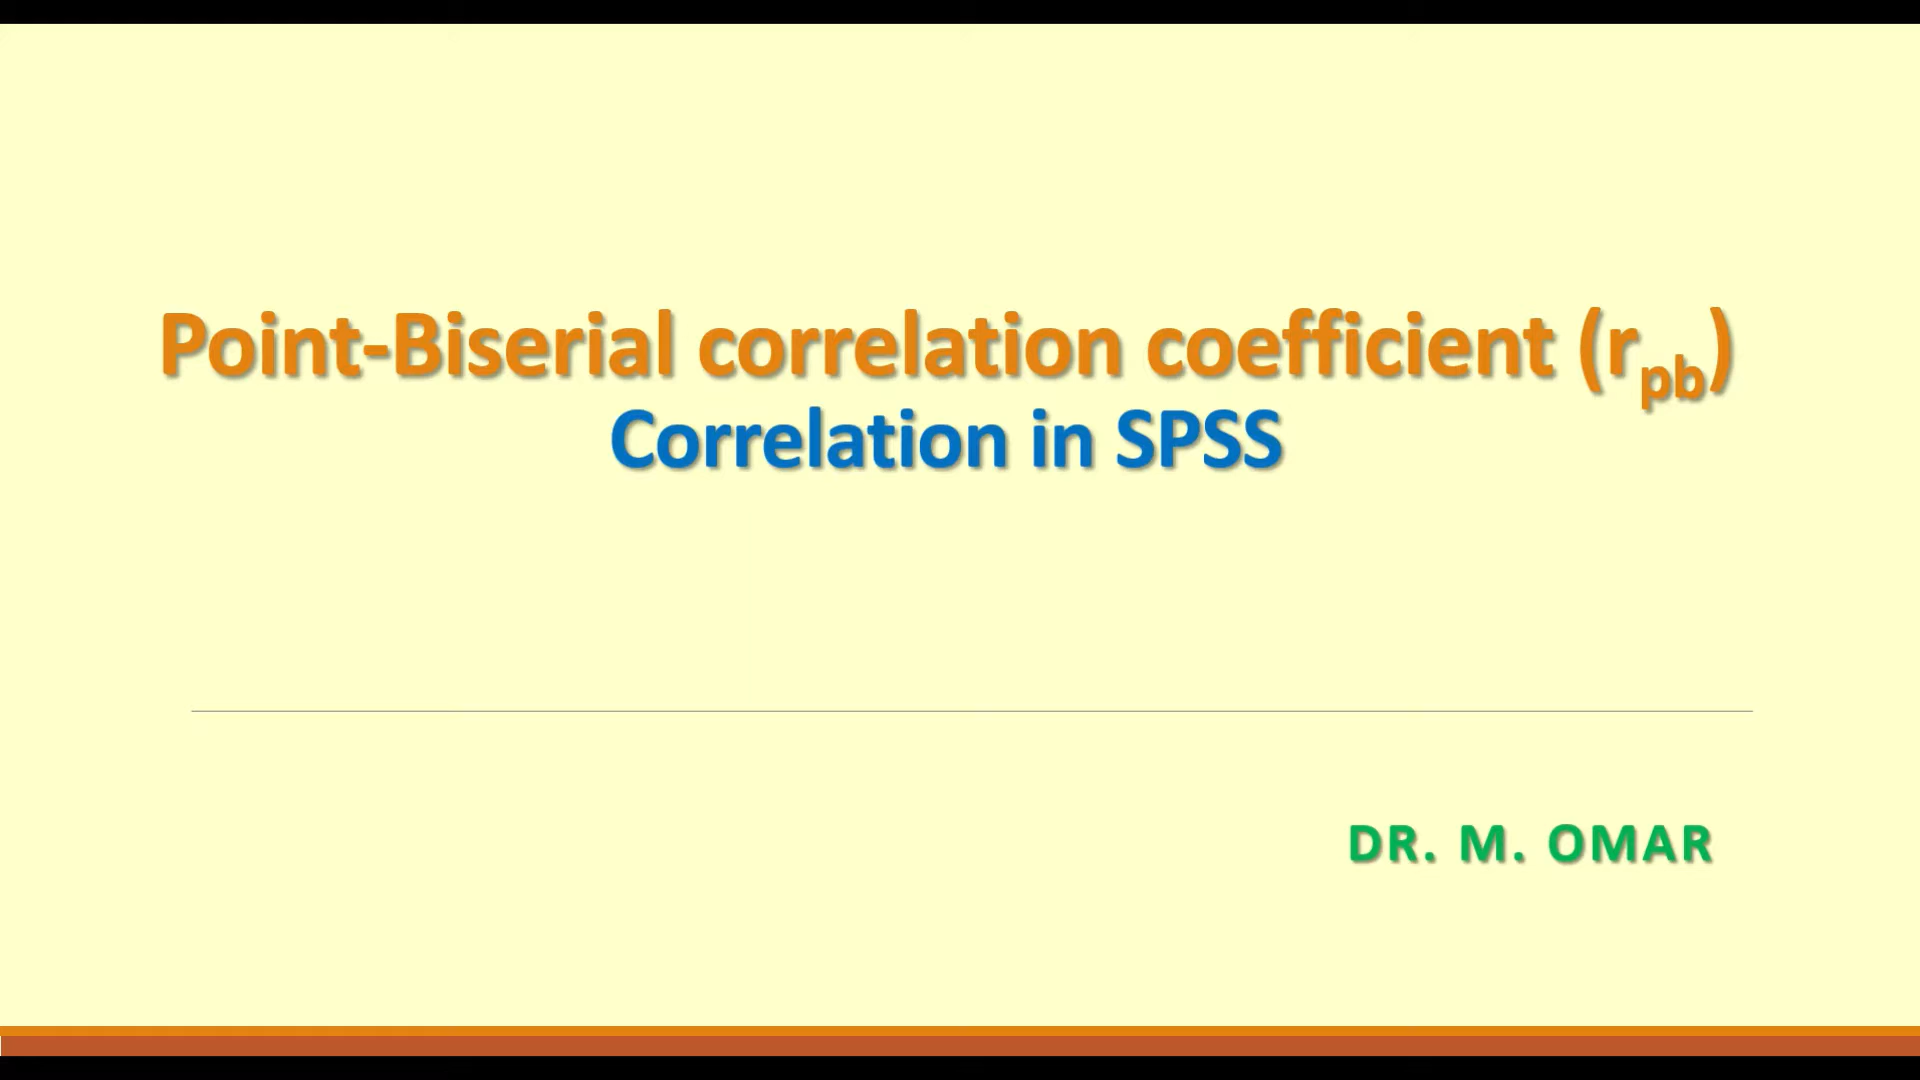 Point-Biserial correlation coefficient (rpb)
Correlation in SPSS
DR. M. OMAR